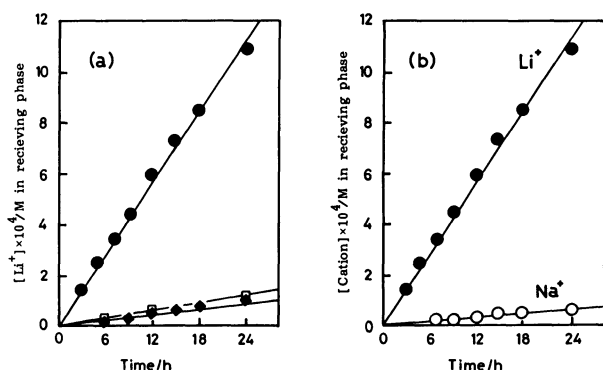 (a)
[Li⁺]×10⁴/M in recieving phase
12
10
8
6
4
2
0
0 6 12 18 24
Time/h
(b)
Li⁺
Na⁺
[Cation]×10⁴/M in recieving phase
12
10
8
6
4
2
0
6 12 18 24
Time/h